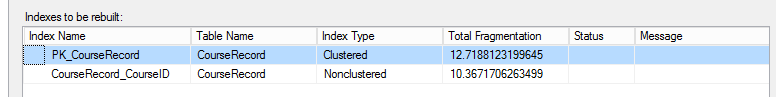 Indexes to be rebuilt:
Index Name Table Name Index Type Total Fragmentation Status Message
PK_CourseRecord CourseRecord Clustered 12.7188123199645
CourseRecord_CourseID CourseRecord Nonclustered 10.3671706263499